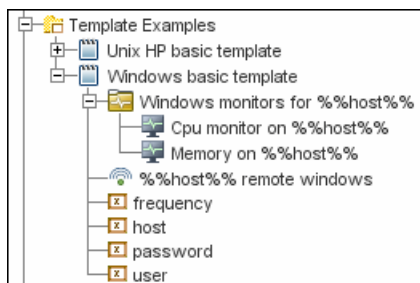 Template Examples
Unix HP basic template
Windows basic template
Windows monitors for %%host%%
Cpu monitor on %%host%%
Memory on %%host%%
%%host%% remote windows
frequency
host
password
user